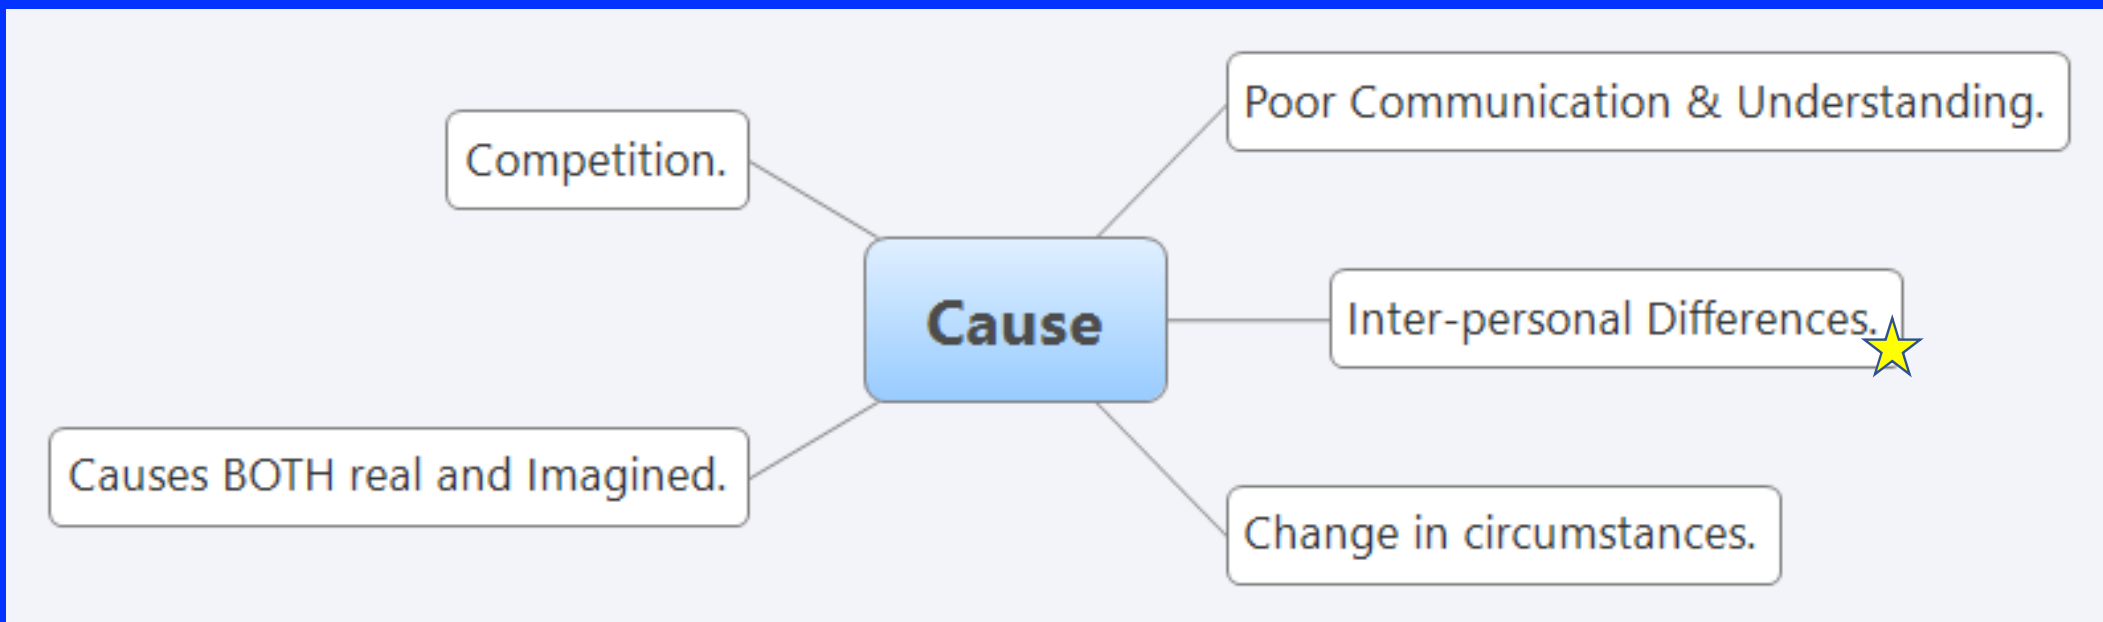 Poor Communication & Understanding.
Competition.
Cause
Inter-personal Differences.
Causes BOTH real and Imagined.
Change in circumstances.